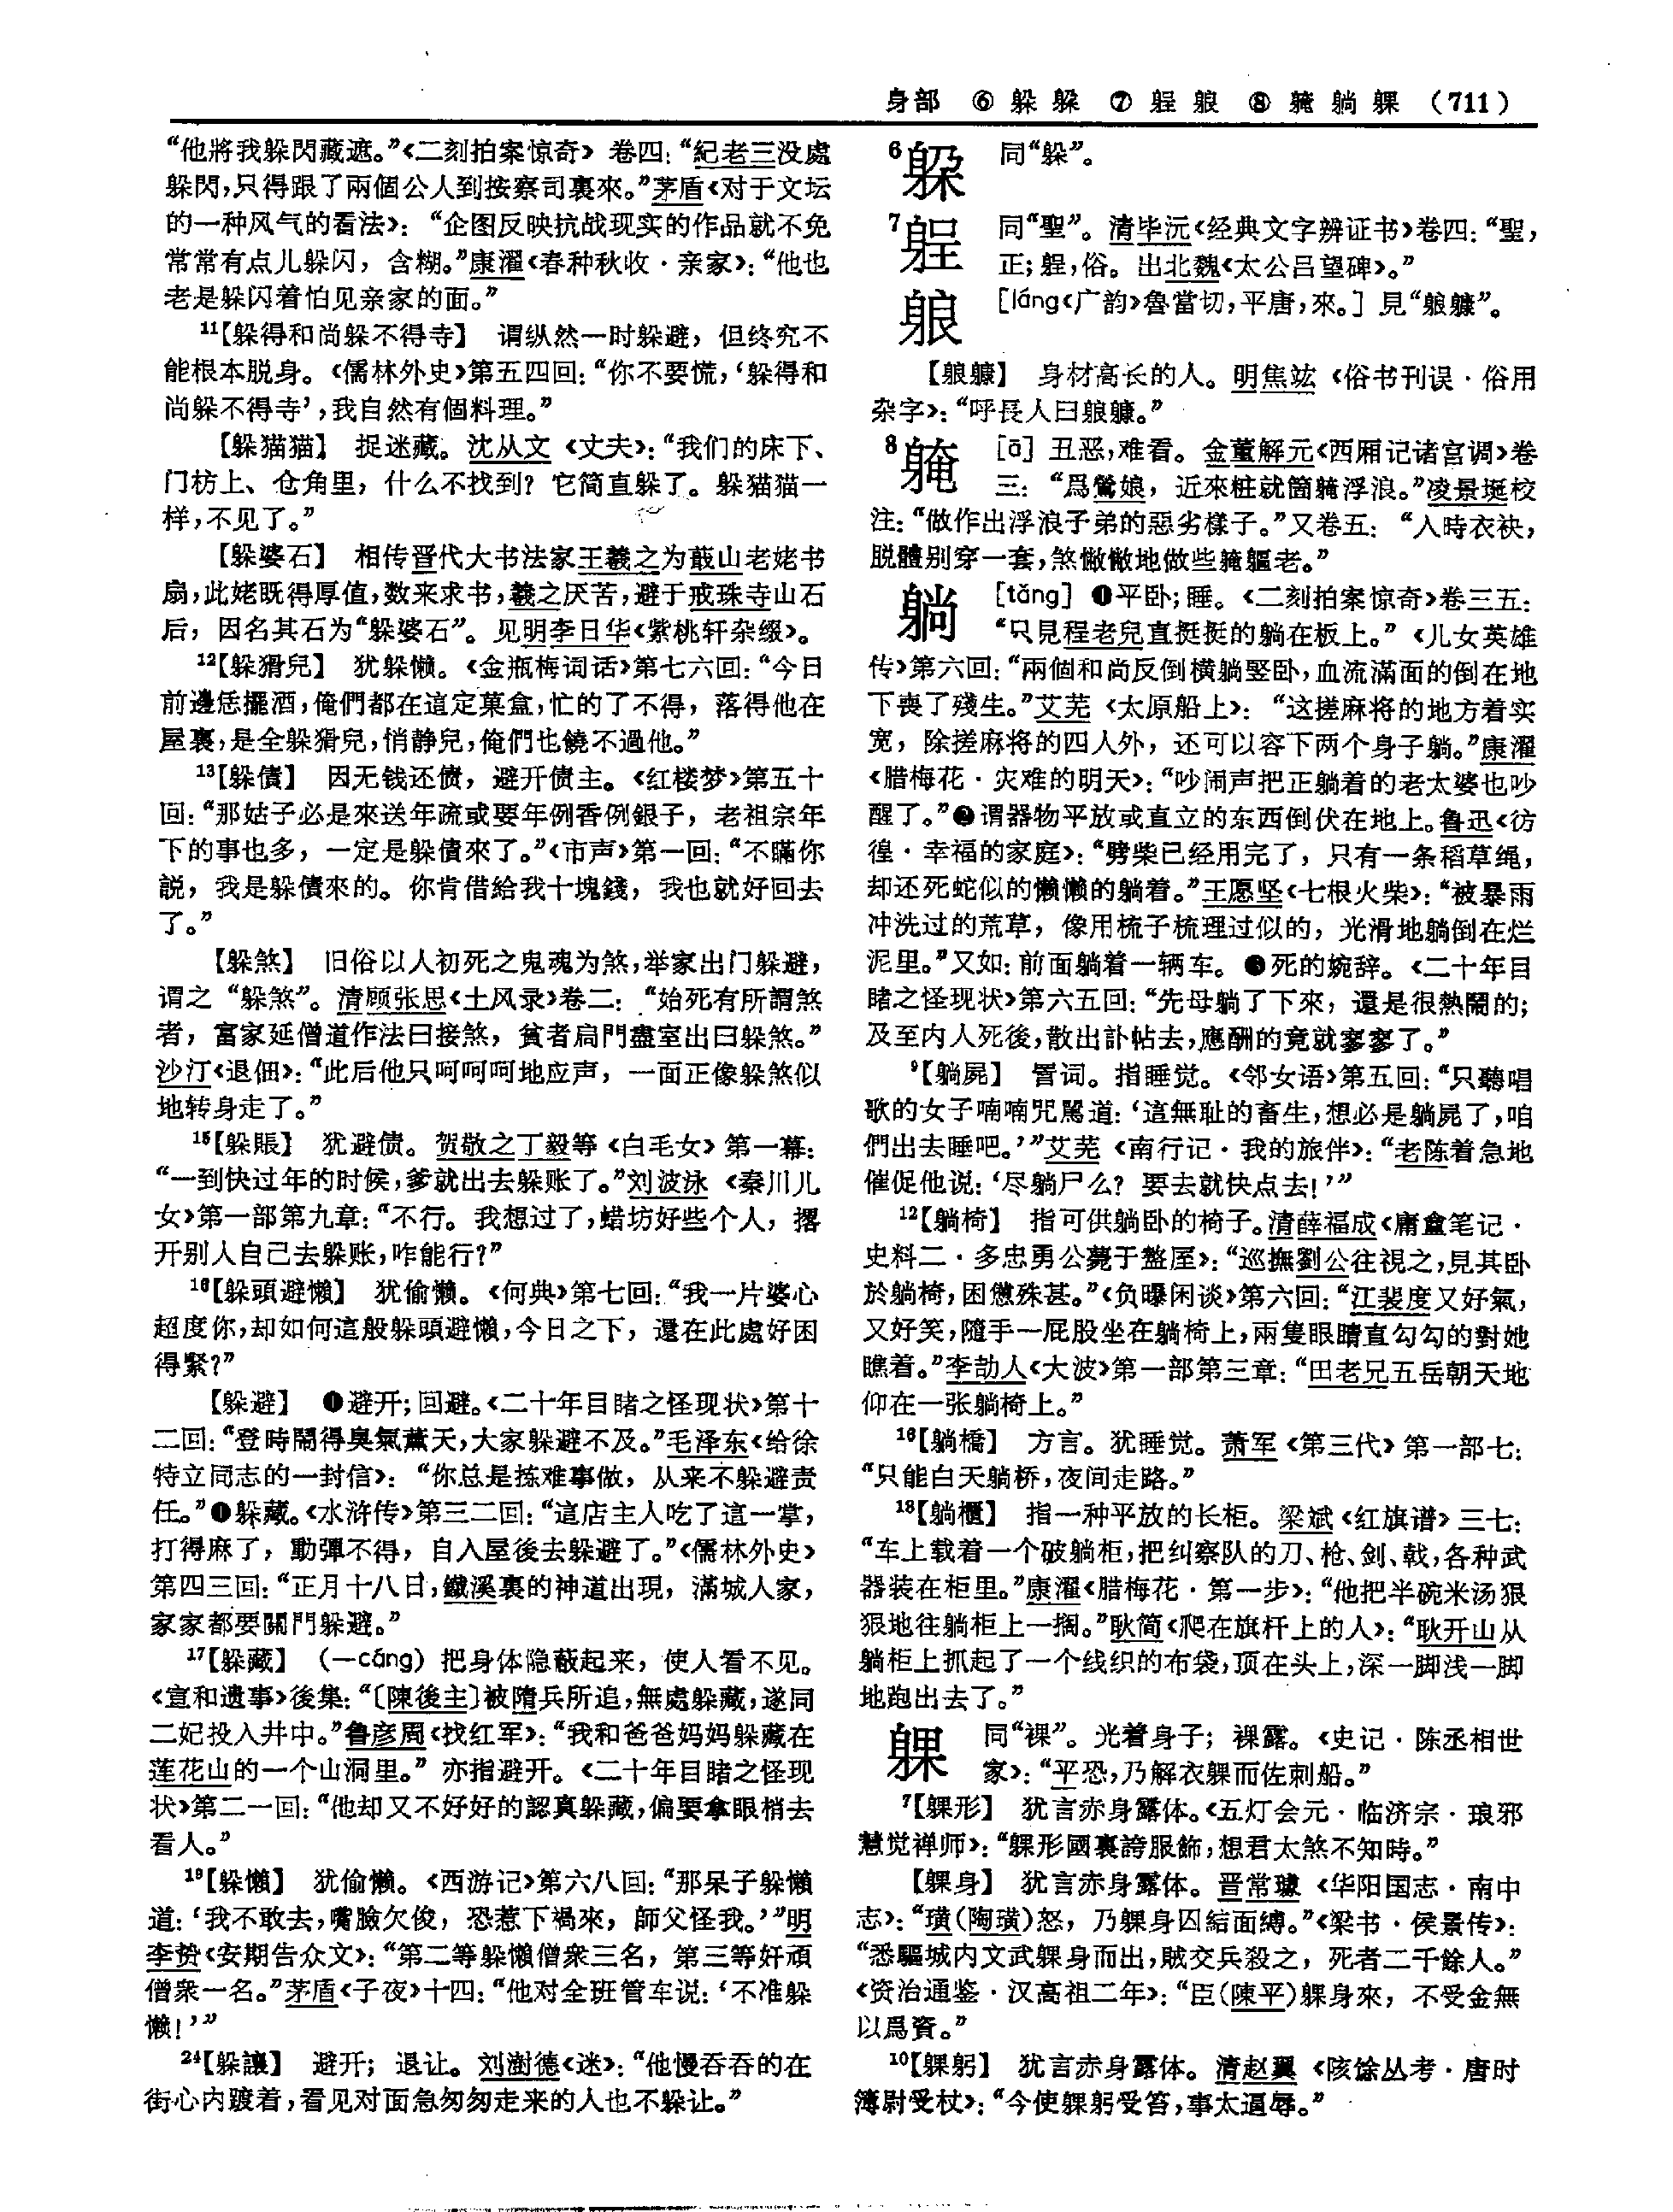 身部 ⑥ 躲 躱 ⑦ 𨉖 躴 ⑧ 䠋 躺 躶 (711)
“他將我躲閃藏遮。”《二刻拍案惊奇》卷四：“紀老三没處
躲閃，只得跟了兩個公人到按察司裏來。”茅盾《对于文坛
的一种风气的看法》：“企图反映抗战现实的作品就不免
常常有点儿躲闪，含糊。”康濯《春种秋收·亲家》：“他也
老是躲闪着怕见亲家的面。”
11【躲得和尚躲不得寺】 谓纵然一时躲避，但终究不
能根本脱身。《儒林外史》第五四回：“你不要慌，‘躲得和
尚躲不得寺’，我自然有個料理。”
【躲猫猫】 捉迷藏。沈从文《丈夫》：“我们的床下、
门枋上、仓角里，什么不找到？它简直躲了。躲猫猫一
样，不见了。”
【躲婆石】 相传晋代大书法家王羲之为蕺山老姥书
扇，此姥既得厚值，数来求书，羲之厌苦，避于戒珠寺山石
后，因名其石为“躲婆石”。见明李日华《紫桃轩杂缀》。
12【躲猾兒】 犹躲懒。《金瓶梅词话》第七六回：“今日
前邊恁擺酒，俺們都在這定菓盒，忙的了不得，落得他在
屋裏，是全躲猾兒，悄静兒，俺們也饒不過他。”
13【躲債】 因无钱还债，避开债主。《红楼梦》第五十
回：“那姑子必是來送年疏或要年例香例銀子，老祖宗年
下的事也多，一定是躲債來了。”《市声》第一回：“不瞞你
説，我是躲債來的。你肯借給我十塊錢，我也就好回去
了。”
【躲煞】 旧俗以人初死之鬼魂为煞，举家出门躲避，
谓之“躲煞”。清顾张思《土风录》卷二：“始死有所謂煞
者，富家延僧道作法曰接煞，貧者扃門盡室出曰躲煞。”
沙汀《退佃》：“此后他只呵呵呵地应声，一面正像躲煞似
地转身走了。”
15【躲賬】 犹避债。贺敬之丁毅等《白毛女》第一幕：
“一到快过年的时候，爹就出去躲账了。”刘波泳《秦川儿
女》第一部第九章：“不行。我想过了，蜡坊好些个人，撂
开别人自己去躲账，咋能行？”
16【躲頭避懶】 犹偷懒。《何典》第七回：“我一片婆心
超度你，却如何這般躲頭避懶，今日之下，還在此處好困
得緊？”
【躲避】 ❶避开；回避。《二十年目睹之怪现状》第十
二回：“登時鬧得臭氣薰天，大家躲避不及。”毛泽东《给徐
特立同志的一封信》：“你总是拣难事做，从来不躲避责
任。”❶躲藏。《水浒传》第三二回：“這店主人吃了這一掌，
打得麻了，動彈不得，自入屋後去躲避了。”《儒林外史》
第四三回：“正月十八日，鐵溪裏的神道出現，滿城人家，
家家都要關門躲避。”
17【躲藏】 （—cáng）把身体隐蔽起来，使人看不见。
《宣和遗事》後集：“〔陳後主〕被隋兵所追，無處躲藏，遂同
二妃投入井中。”鲁彦周《找红军》：“我和爸爸妈妈躲藏在
莲花山的一个山洞里。”亦指避开。《二十年目睹之怪现
状》第二一回：“他却又不好好的認真躲藏，偏要拿眼梢去
看人。”
19【躲懶】 犹偷懒。《西游记》第六八回：“那呆子躲懶
道：‘我不敢去，嘴臉欠俊，恐惹下禍來，師父怪我。’”明
李贽《安期告众文》：“第二等躲懶僧衆三名，第三等好頑
僧衆一名。”茅盾《子夜》十四：“他对全班管车说：‘不准躲
懒！’”
24【躲讓】 避开；退让。刘澍德《迷》：“他慢吞吞的在
街心内踱着，看见对面急匆匆走来的人也不躲让。”
6躱 同“躲”。
7𨉖 同“聖”。清毕沅《经典文字辨证书》卷四：“聖，
正；𨉖，俗。出北魏《太公吕望碑》。”
躴 [láng《广韵》魯當切，平唐，來。] 見“躴躿”。
【躴躿】 身材高长的人。明焦竑《俗书刊误·俗用
杂字》：“呼長人曰躴躿。”
8䠋 [ā] 丑恶，难看。金董解元《西厢记诸宫调》卷
三：“爲鶯娘，近來粧就箇䠋浮浪。”凌景埏校
注：“做作出浮浪子弟的惡劣樣子。”又卷五：“入時衣袂，
脱體别穿一套，煞憿憿地做些䠋軀老。”
躺 [tǎng] ❶平卧；睡。《二刻拍案惊奇》卷三五：
“只見程老兒直挺挺的躺在板上。”《儿女英雄
传》第六回：“兩個和尚反倒横躺竪卧，血流滿面的倒在地
下喪了殘生。”艾芜《太原船上》：“这搓麻将的地方着实
宽，除搓麻将的四人外，还可以容下两个身子躺。”康濯
《腊梅花·灾难的明天》：“吵闹声把正躺着的老太婆也吵
醒了。”❷谓器物平放或直立的东西倒伏在地上。鲁迅《彷
徨·幸福的家庭》：“劈柴已经用完了，只有一条稻草绳，
却还死蛇似的懒懒的躺着。”王愿坚《七根火柴》：“被暴雨
冲洗过的荒草，像用梳子梳理过似的，光滑地躺倒在烂
泥里。”又如：前面躺着一辆车。❸死的婉辞。《二十年目
睹之怪现状》第六五回：“先母躺了下來，還是很熱鬧的；
及至内人死後，散出訃帖去，應酬的竟就寥寥了。”
9【躺屍】 詈词。指睡觉。《邻女语》第五回：“只聽唱
歌的女子喃喃咒駡道：‘這無耻的畜生，想必是躺屍了，咱
們出去睡吧。’”艾芜《南行记·我的旅伴》：“老陈着急地
催促他说：‘尽躺尸么？要去就快点去！’”
12【躺椅】 指可供躺卧的椅子。清薛福成《庸盦笔记·
史料二·多忠勇公薨于盩厔》：“巡撫劉公往視之，見其卧
於躺椅，困憊殊甚。”《负曝闲谈》第六回：“江裴度又好氣，
又好笑，隨手一屁股坐在躺椅上，兩隻眼睛直勾勾的對她
瞧着。”李劼人《大波》第一部第三章：“田老兄五岳朝天地
仰在一张躺椅上。”
16【躺橋】 方言。犹睡觉。萧军《第三代》第一部七：
“只能白天躺桥，夜间走路。”
18【躺櫃】 指一种平放的长柜。梁斌《红旗谱》三七：
“车上载着一个破躺柜，把纠察队的刀、枪、剑、戟，各种武
器装在柜里。”康濯《腊梅花·第一步》：“他把半碗米汤狠
狠地往躺柜上一搁。”耿简《爬在旗杆上的人》：“耿开山从
躺柜上抓起了一个线织的布袋，顶在头上，深一脚浅一脚
地跑出去了。”
躶 同“裸”。光着身子；裸露。《史记·陈丞相世
家》：“平恐，乃解衣躶而佐刺船。”
7【躶形】 犹言赤身露体。《五灯会元·临济宗·琅邪
慧觉禅师》：“躶形國裏誇服飾，想君太煞不知時。”
【躶身】 犹言赤身露体。晋常璩《华阳国志·南中
志》：“璜（陶璜）怒，乃躶身囚結面縛。”《梁书·侯景传》：
“悉驅城内文武躶身而出，賊交兵殺之，死者二千餘人。”
《资治通鉴·汉高祖二年》：“臣（陳平）躶身來，不受金無
以爲資。”
10【躶躬】 犹言赤身露体。清赵翼《陔馀丛考·唐时
簿尉受杖》：“今使躶躬受笞，事太逼辱。”